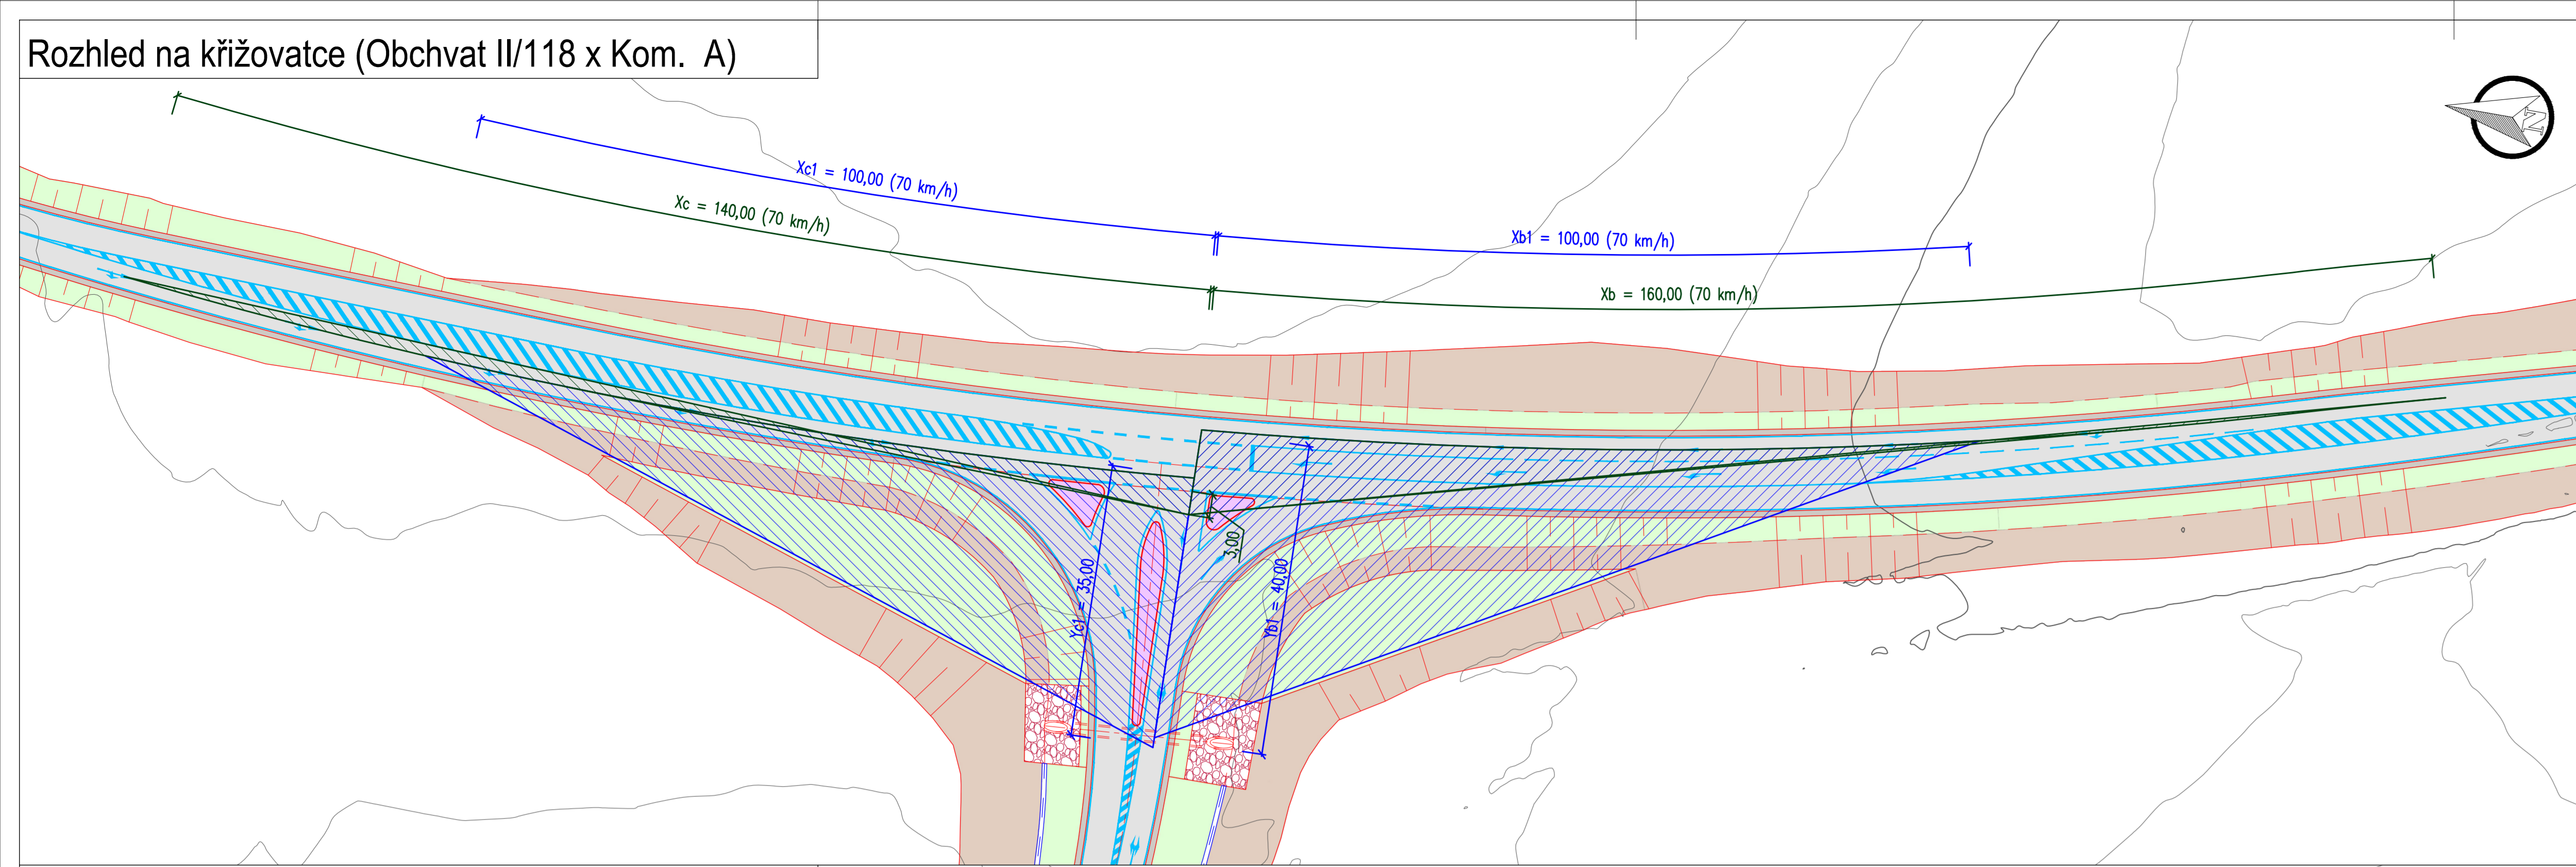 Rozhled na křižovatce (Obchvat II/118 x Kom. A)
N
Xc1 = 100,00 (70 km/h)
Xc = 140,00 (70 km/h)
Xb1 = 100,00 (70 km/h)
Xb = 160,00 (70 km/h)
3,00
Yc1 = 35,00
Yb1 = 40,00